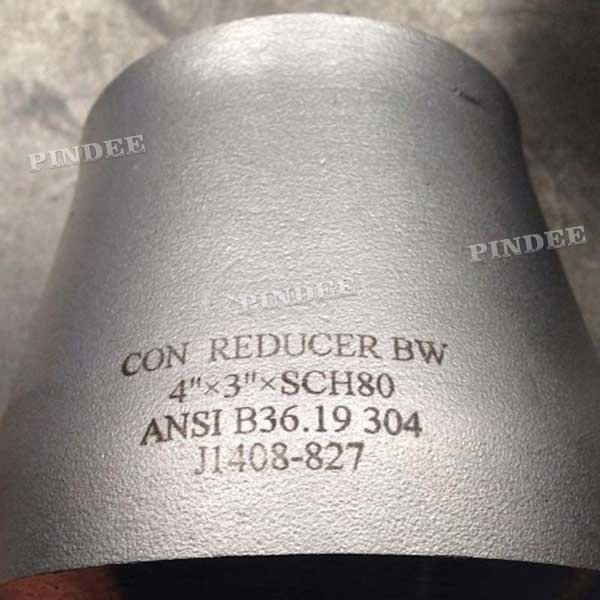 PINDEE
PINDEE
PINDEE
CON REDUCER BW
4"×3"×SCH80
ANSI B36.19 304
J1408-827